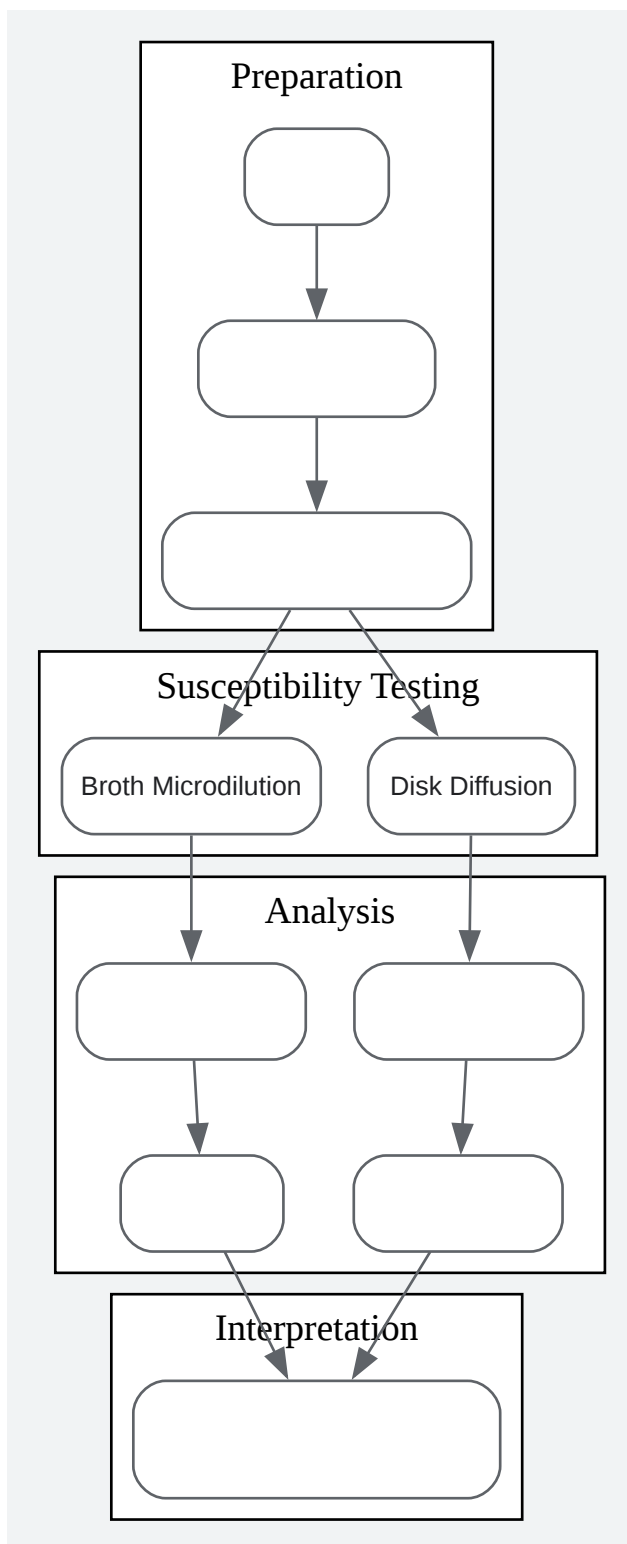 Preparation
Susceptibility Testing
Broth Microdilution
Disk Diffusion
Analysis
Interpretation